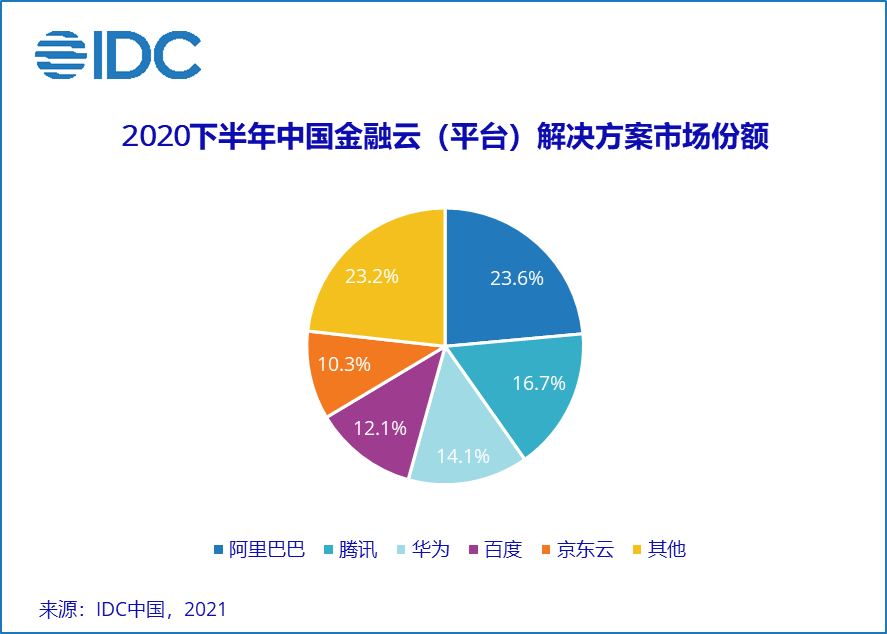 IDC
2020下半年中国金融云（平台）解决方案市场份额
23.2%
23.6%
10.3%
16.7%
12.1%
14.1%
阿里巴巴 腾讯 华为 百度 京东云 其他
来源：IDC中国，2021